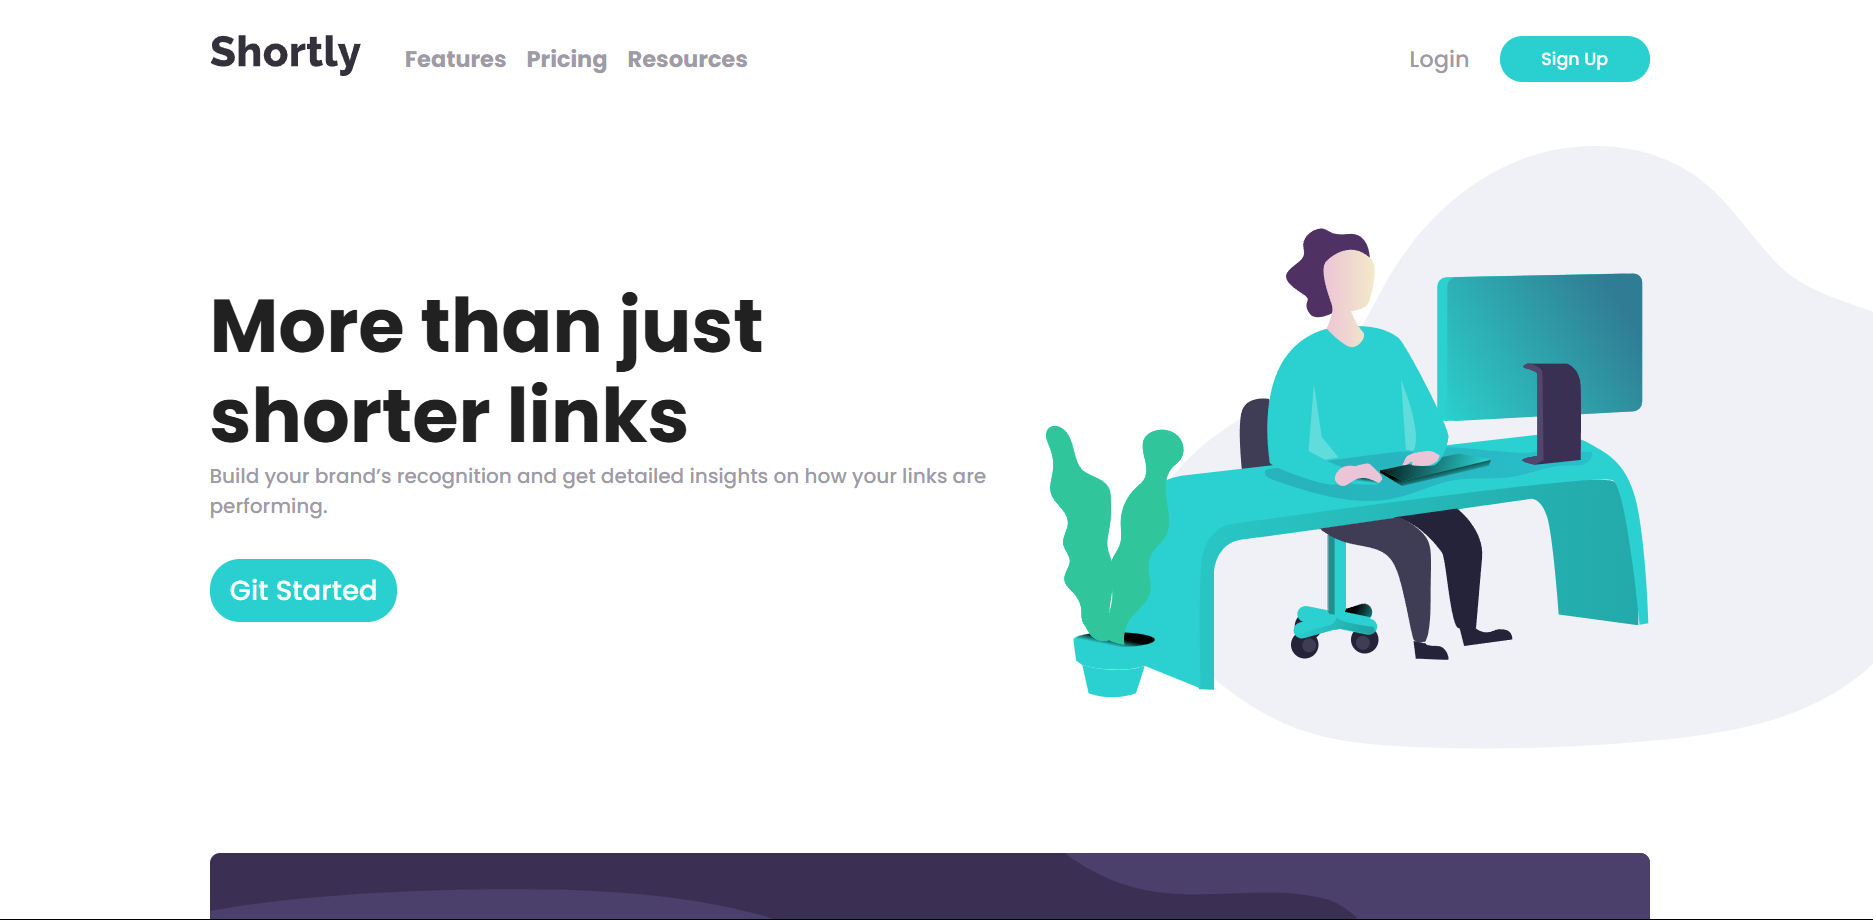 Shortly
Features Pricing Resources
Login
Sign Up
More than just
shorter links
Build your brand’s recognition and get detailed insights on how your links are
performing.
Git Started